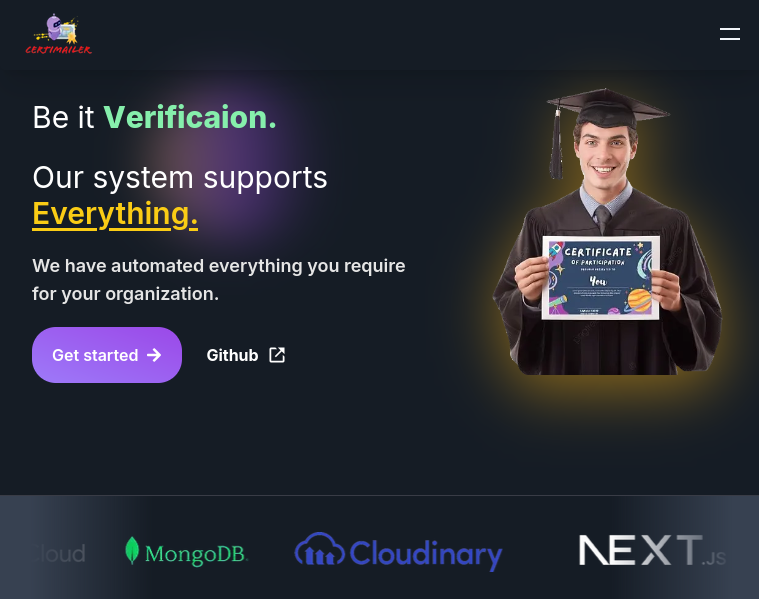 CERTIMAILER
Be it Verificaion.
Our system supports
Everything.
We have automated everything you require
for your organization.
Get started
Github
CERTIFICATE
OF PARTICIPATION
You
Cloud
MongoDB.
Cloudinary
NEXT.JS